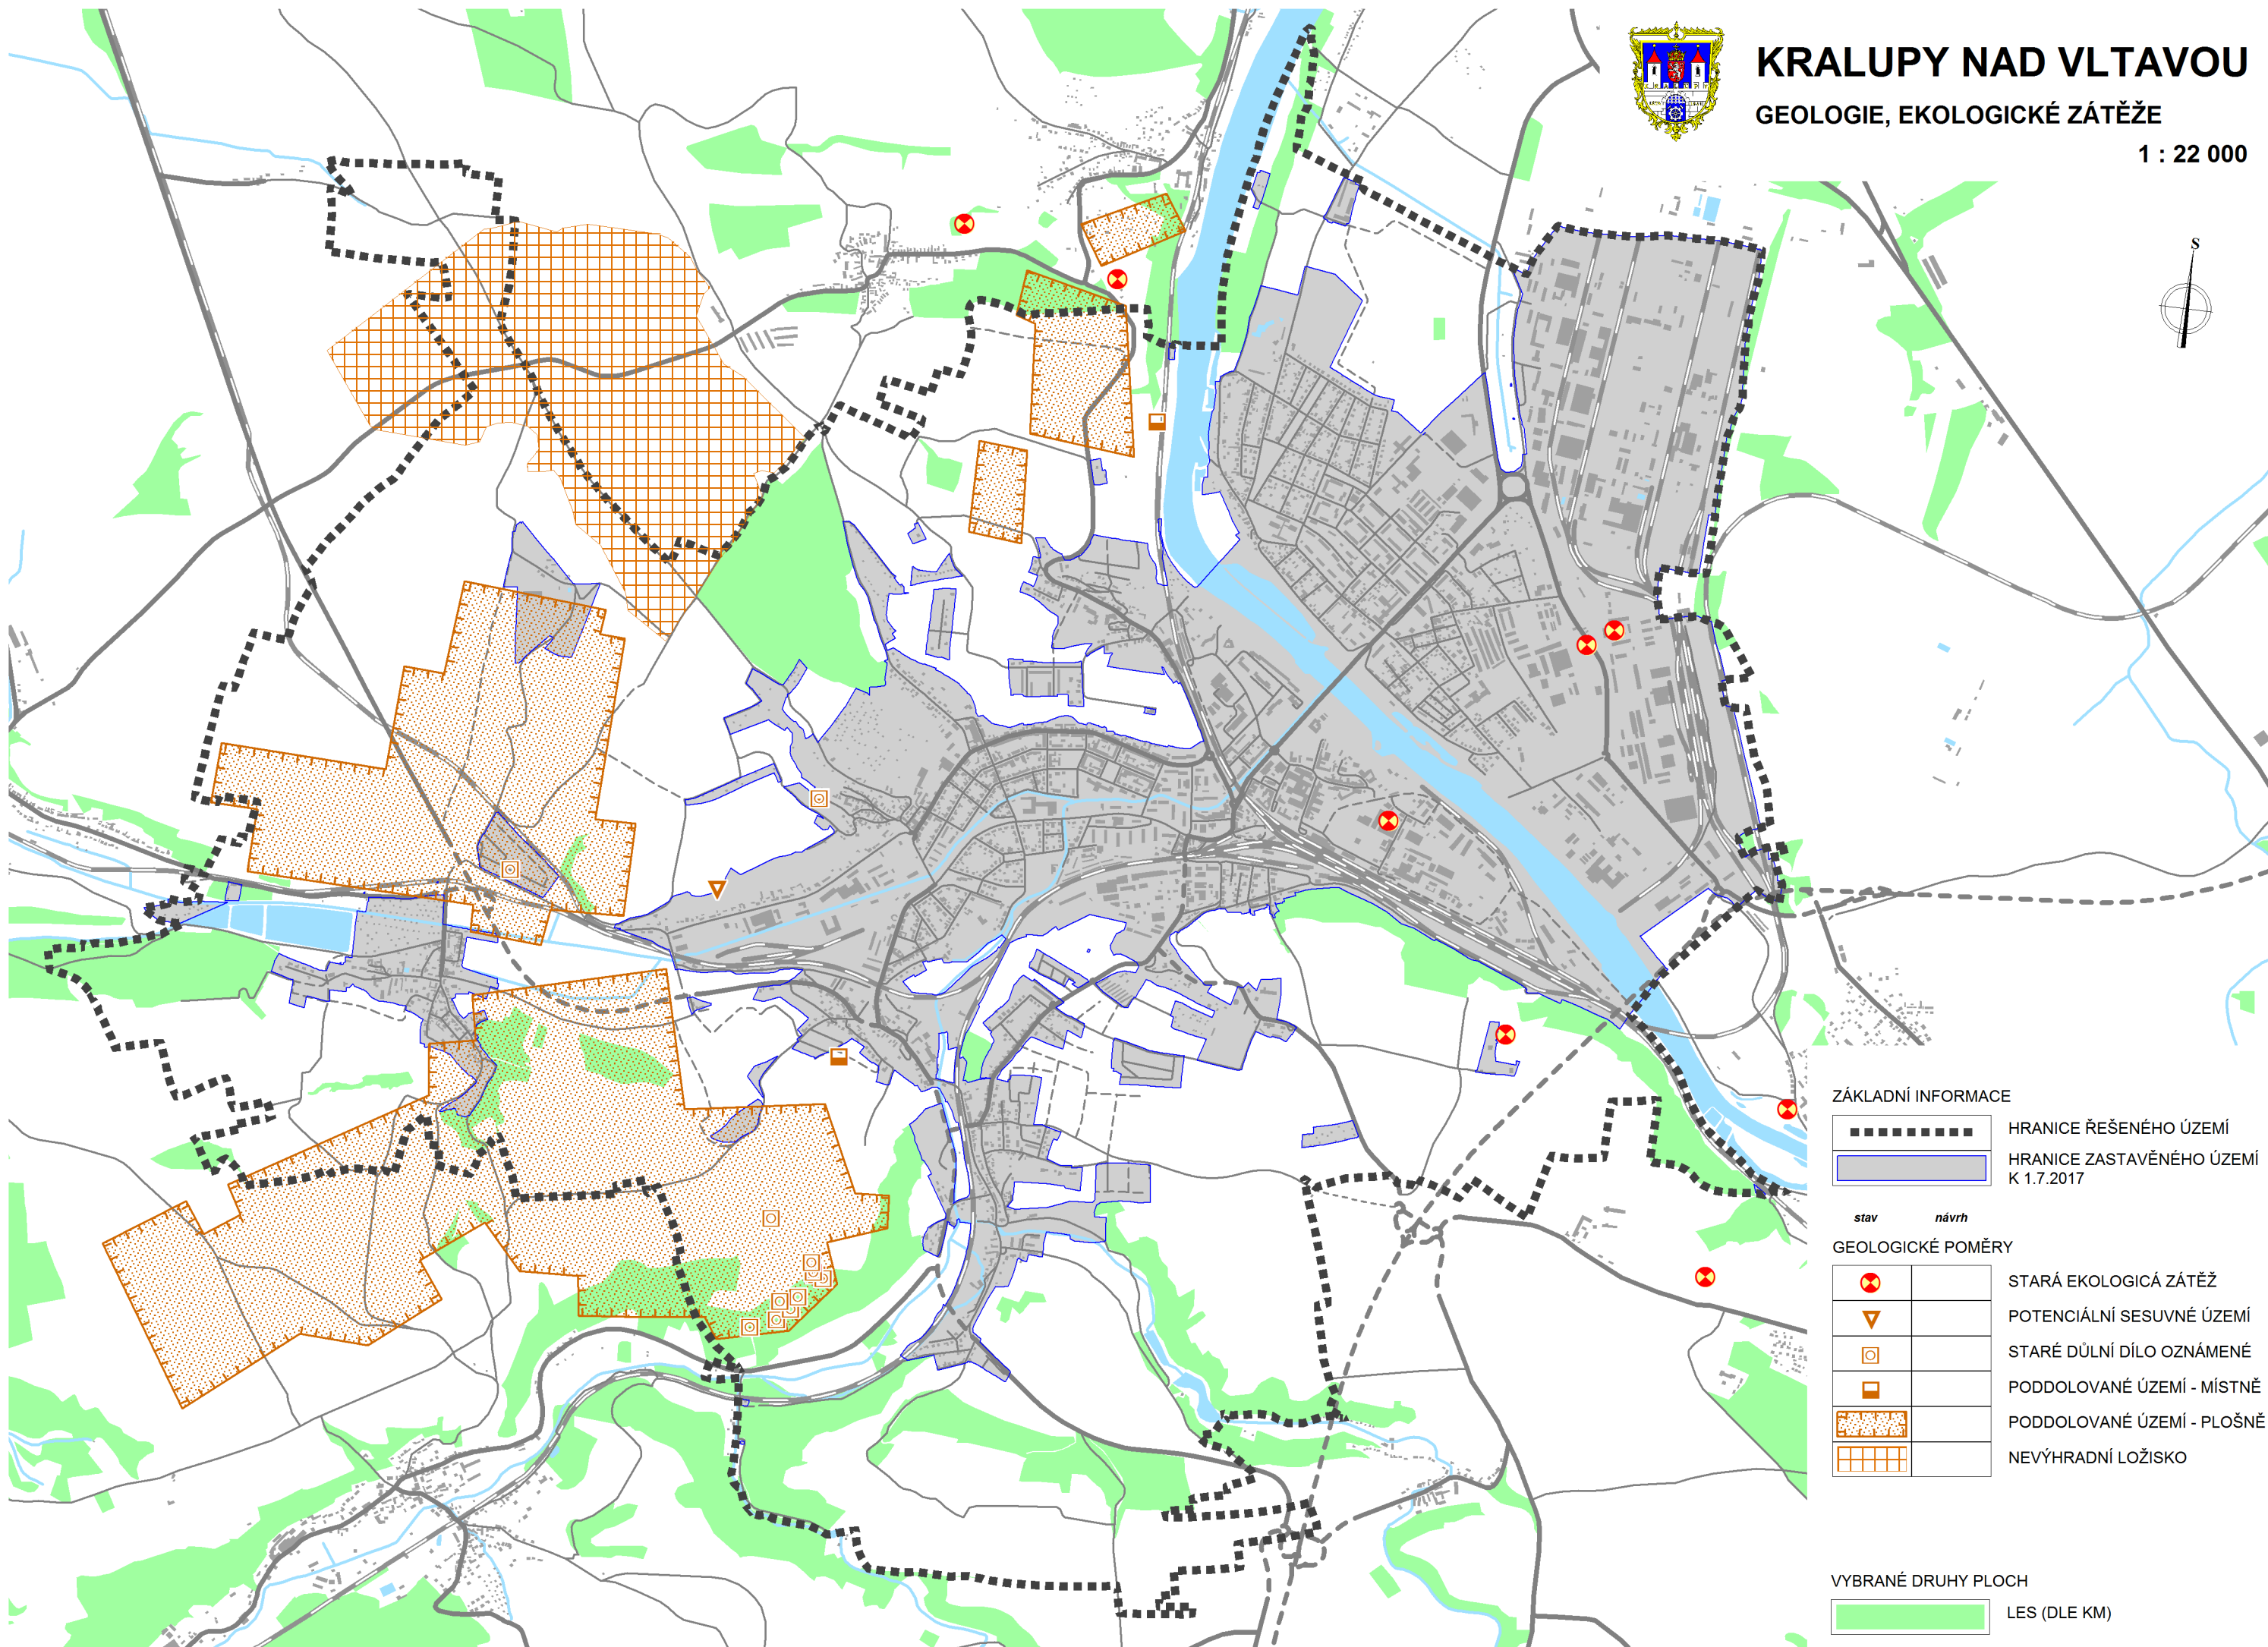 KRALUPY NAD VLTAVOU
GEOLOGIE, EKOLOGICKÉ ZÁTĚŽE
1 : 22 000
S
ZÁKLADNÍ INFORMACE
HRANICE ŘEŠENÉHO ÚZEMÍ
HRANICE ZASTAVĚNÉHO ÚZEMÍ
K 1.7.2017
stav návrh
GEOLOGICKÉ POMĚRY
STARÁ EKOLOGICÁ ZÁTĚŽ
POTENCIÁLNÍ SESUVNÉ ÚZEMÍ
STARÉ DŮLNÍ DÍLO OZNÁMENÉ
PODDOLOVANÉ ÚZEMÍ - MÍSTNĚ
PODDOLOVANÉ ÚZEMÍ - PLOŠNĚ
NEVÝHRADNÍ LOŽISKO
VYBRANÉ DRUHY PLOCH
LES (DLE KM)